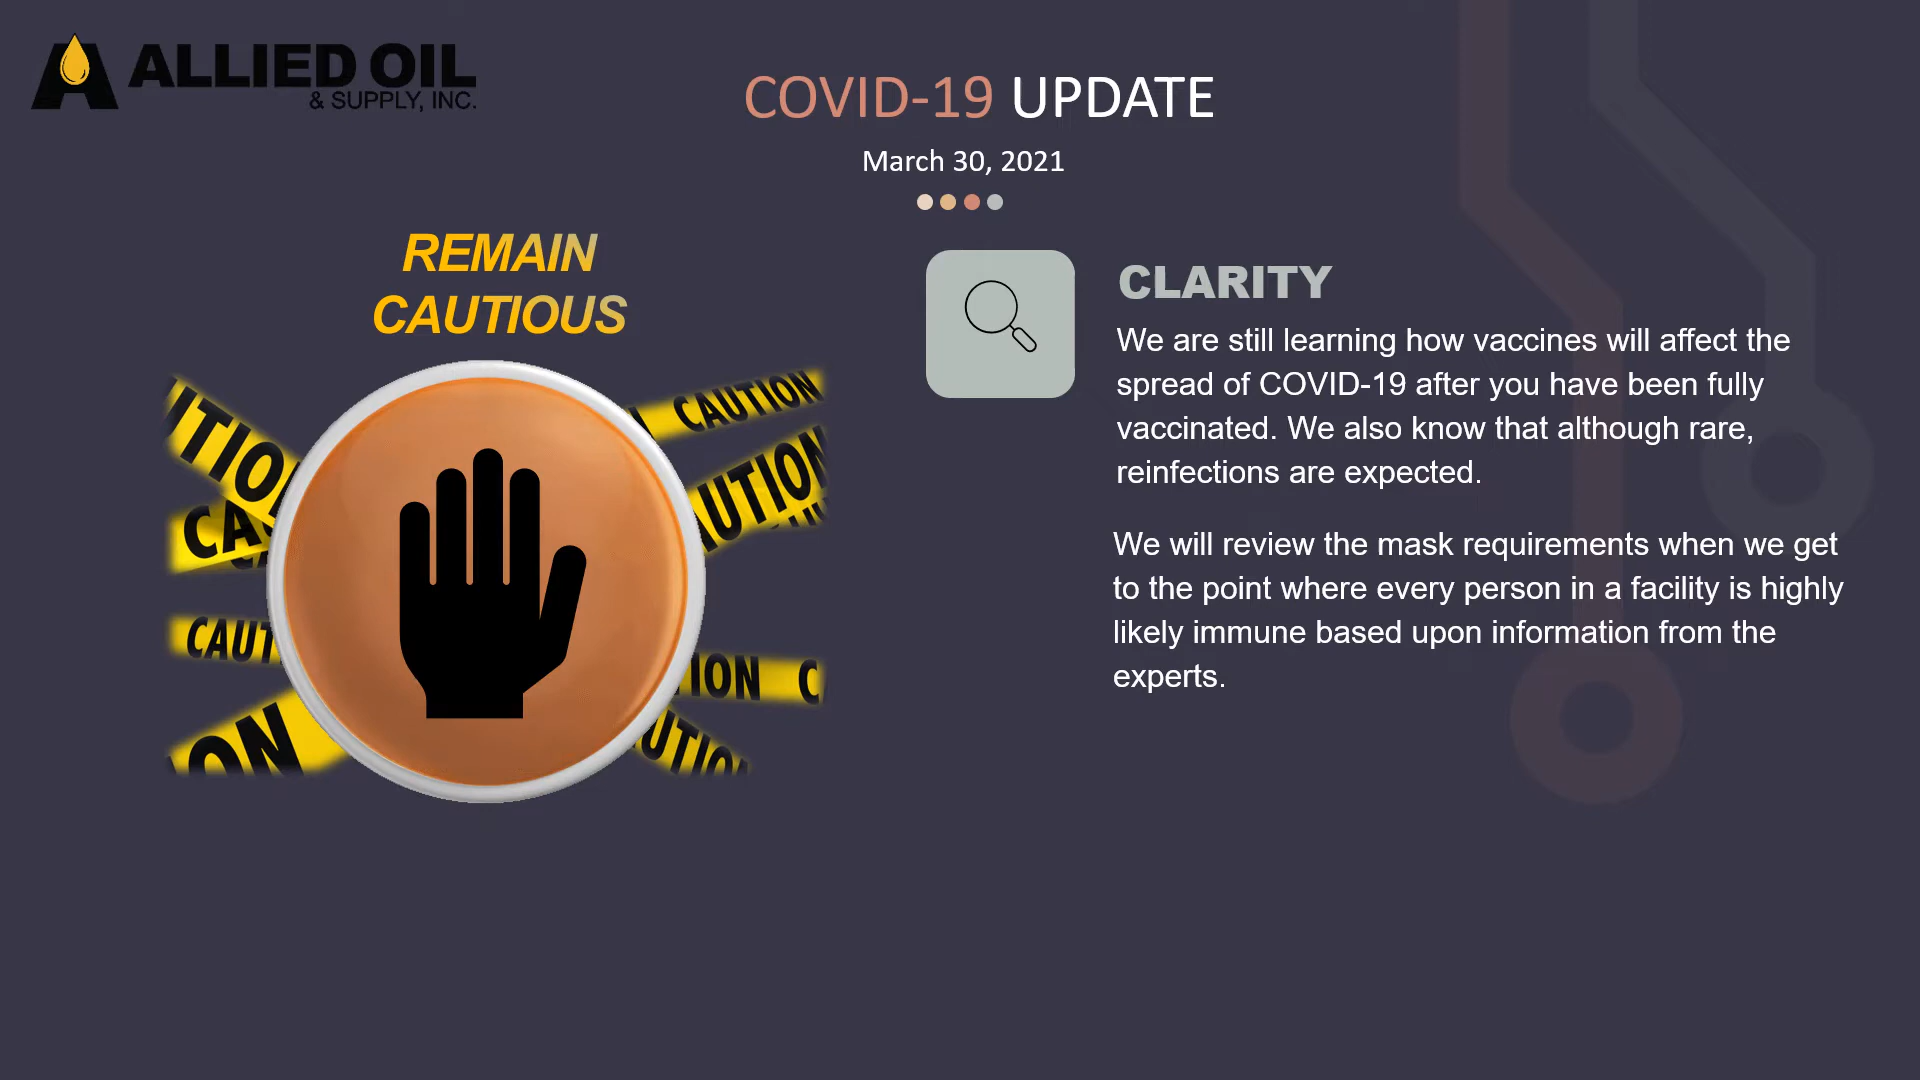 ALLIED OIL
& SUPPLY, INC.
COVID-19 UPDATE
March 30, 2021
REMAIN
CAUTIOUS
CAUTION
CLARITY
We are still learning how vaccines will affect the
spread of COVID-19 after you have been fully
vaccinated. We also know that although rare,
reinfections are expected.
We will review the mask requirements when we get
to the point where every person in a facility is highly
likely immune based upon information from the
experts.